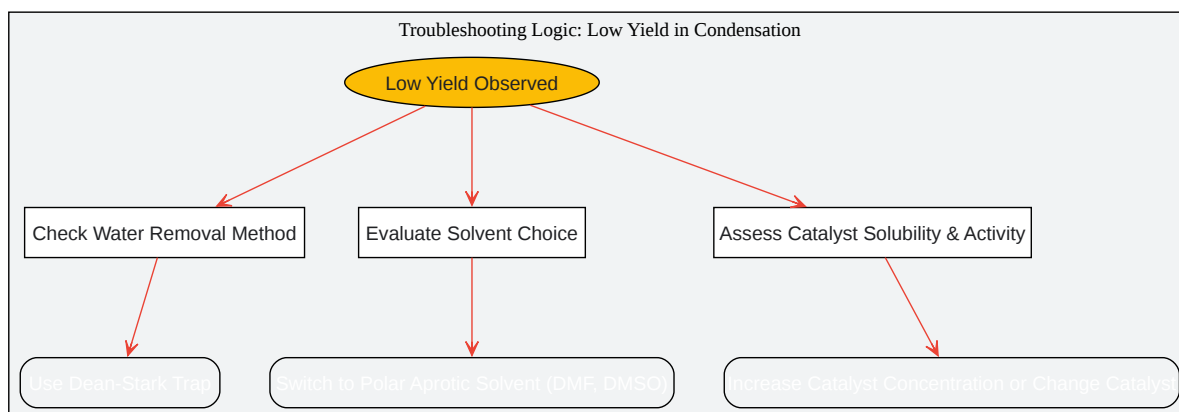 Troubleshooting Logic: Low Yield in Condensation
Low Yield Observed
Check Water Removal Method
Evaluate Solvent Choice
Assess Catalyst Solubility & Activity
Use Dean-Stark Trap
Switch to Polar Aprotic Solvent (DMF, DMSO)
Increase Catalyst Concentration or Change Catalyst